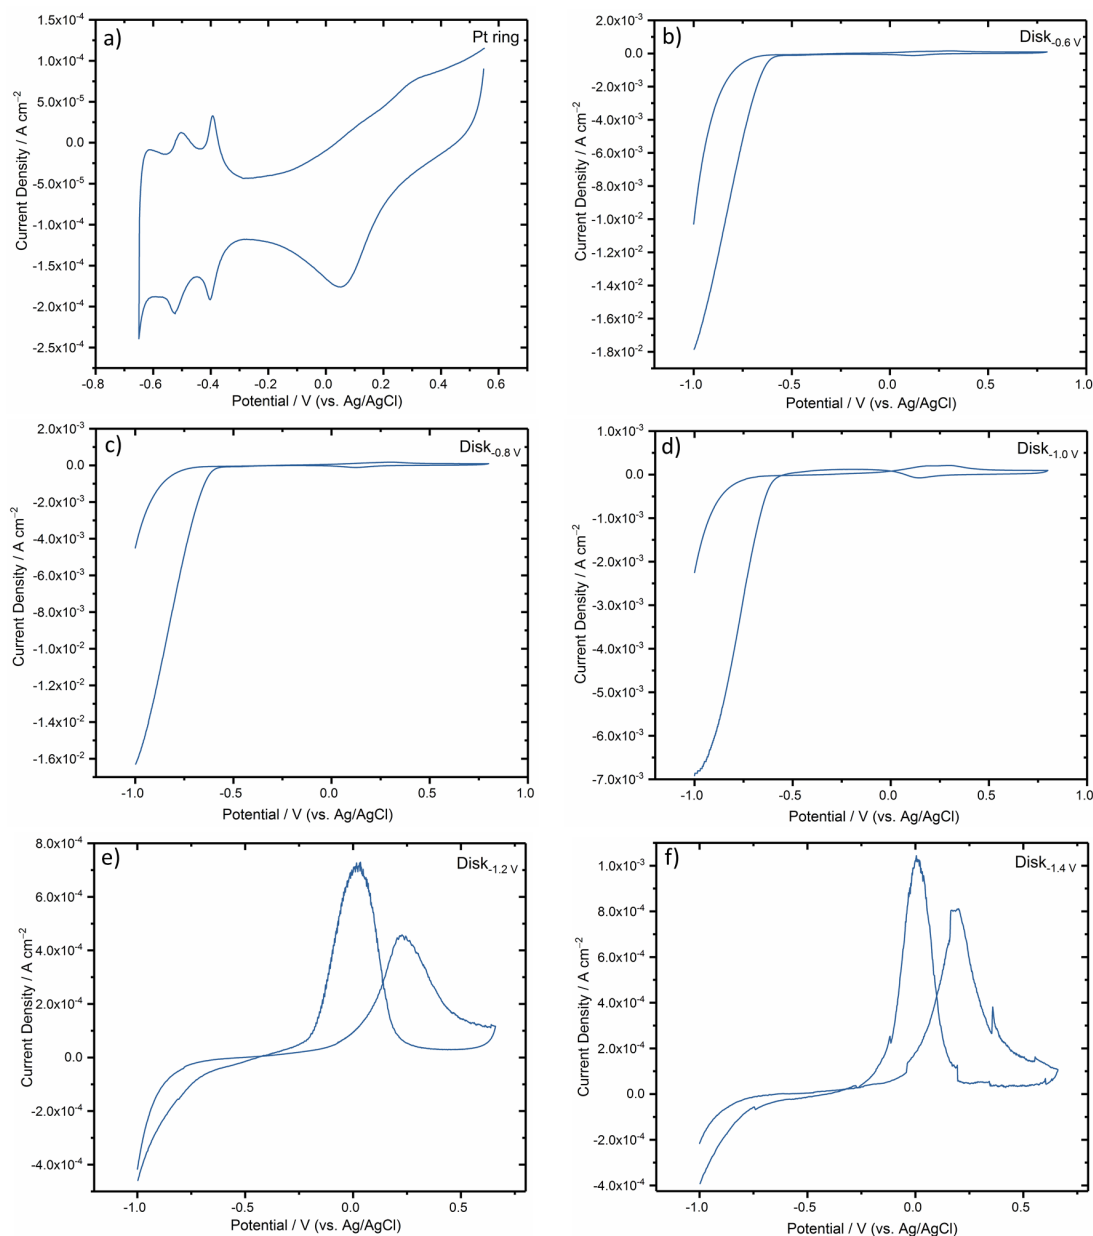 a)
Pt ring
1.5x10⁻⁴
1.0x10⁻⁴
5.0x10⁻⁵
0.0
-5.0x10⁻⁵
-1.0x10⁻⁴
-1.5x10⁻⁴
-2.0x10⁻⁴
-2.5x10⁻⁴
Current Density / A cm⁻²
-0.8 -0.6 -0.4 -0.2 0.0 0.2 0.4 0.6
Potential / V (vs. Ag/AgCl)
b)
Disk-0.6 V
2.0x10⁻³
0.0
-2.0x10⁻³
-4.0x10⁻³
-6.0x10⁻³
-8.0x10⁻³
-1.0x10⁻²
-1.2x10⁻²
-1.4x10⁻²
-1.6x10⁻²
-1.8x10⁻²
Current Density / A cm⁻²
-1.0 -0.5 0.0 0.5 1.0
Potential / V (vs. Ag/AgCl)
c)
Disk-0.8 V
2.0x10⁻³
0.0
-2.0x10⁻³
-4.0x10⁻³
-6.0x10⁻³
-8.0x10⁻³
-1.0x10⁻²
-1.2x10⁻²
-1.4x10⁻²
-1.6x10⁻²
Current Density / A cm⁻²
-1.0 -0.5 0.0 0.5 1.0
Potential / V (vs. Ag/AgCl)
d)
Disk-1.0 V
1.0x10⁻³
0.0
-1.0x10⁻³
-2.0x10⁻³
-3.0x10⁻³
-4.0x10⁻³
-5.0x10⁻³
-6.0x10⁻³
-7.0x10⁻³
Current Density / A cm⁻²
-1.0 -0.5 0.0 0.5 1.0
Potential / V (vs. Ag/AgCl)
e)
Disk-1.2 V
8.0x10⁻⁴
6.0x10⁻⁴
4.0x10⁻⁴
2.0x10⁻⁴
0.0
-2.0x10⁻⁴
-4.0x10⁻⁴
Current Density / A cm⁻²
-1.0 -0.5 0.0 0.5
Potential / V (vs. Ag/AgCl)
f)
Disk-1.4 V
1.0x10⁻³
8.0x10⁻⁴
6.0x10⁻⁴
4.0x10⁻⁴
2.0x10⁻⁴
0.0
-2.0x10⁻⁴
-4.0x10⁻⁴
Current Density / A cm⁻²
-1.0 -0.5 0.0 0.5
Potential / V (vs. Ag/AgCl)